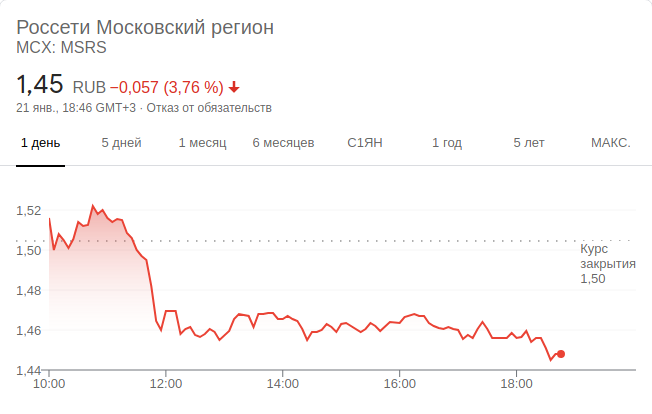 Россети Московский регион
MCX: MSRS
1,45 RUB −0,057 (3,76 %)
21 янв., 18:46 GMT+3 · Отказ от обязательств
1 день 5 дней 1 месяц 6 месяцев С1ЯН 1 год 5 лет МАКС.
1,52
1,50
1,48
1,46
1,44
Курс
закрытия
1,50
10:00 12:00 14:00 16:00 18:00